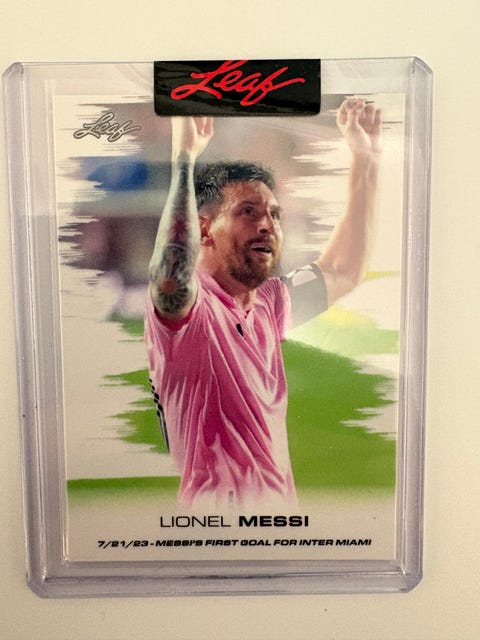 Leaf
Leaf
LIONEL MESSI
7/21/23 - MESSI'S FIRST GOAL FOR INTER MIAMI